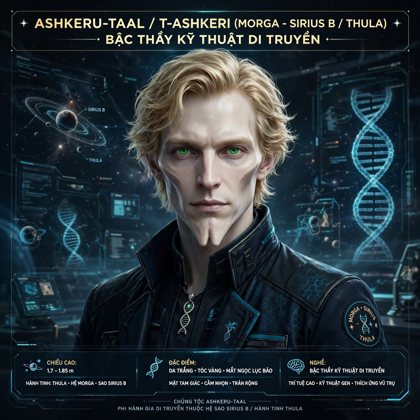 ASHKERU-TAAL / T-ASHKERI (MORGA - SIRIUS B / THULA)
BẬC THẦY KỸ THUẬT DI TRUYỀN
SIRIUS B
THULA
MORGA - SIRIUS B
THULA
CHIỀU CAO:
1.7 – 1.85 m
HÀNH TINH: THULA · HỆ MORGA · SAO SIRIUS B
ĐẶC ĐIỂM:
DA TRẮNG · TÓC VÀNG · MẮT NGỌC LỤC BẢO
MẶT TAM GIÁC · CẰM NHỌN · TRÁN RỘNG
NGHỀ:
BẬC THẦY KỸ THUẬT DI TRUYỀN
TRÍ TUỆ CAO · KỸ THUẬT GEN · THÍCH ỨNG VŨ TRỤ
CHỦNG TỘC ASHKERU-TAAL
PHI HÀNH GIA DI TRUYỀN THUỘC HỆ SAO SIRIUS B / HÀNH TINH THULA